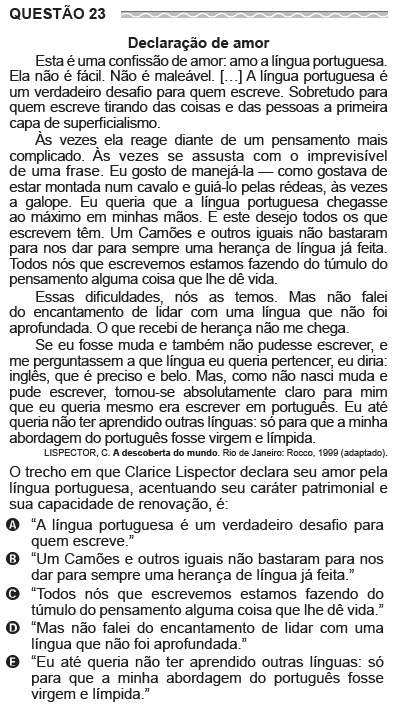 QUESTÃO 23
Declaração de amor
Esta é uma confissão de amor: amo a língua portuguesa.
Ela não é fácil. Não é maleável. […] A língua portuguesa é
um verdadeiro desafio para quem escreve. Sobretudo para
quem escreve tirando das coisas e das pessoas a primeira
capa de superficialismo.
Às vezes ela reage diante de um pensamento mais
complicado. Às vezes se assusta com o imprevisível
de uma frase. Eu gosto de manejá-la — como gostava de
estar montada num cavalo e guiá-lo pelas rédeas, às vezes
a galope. Eu queria que a língua portuguesa chegasse
ao máximo em minhas mãos. E este desejo todos os que
escrevem têm. Um Camões e outros iguais não bastaram
para nos dar para sempre uma herança de língua já feita.
Todos nós que escrevemos estamos fazendo do túmulo do
pensamento alguma coisa que lhe dê vida.
Essas dificuldades, nós as temos. Mas não falei
do encantamento de lidar com uma língua que não foi
aprofundada. O que recebi de herança não me chega.
Se eu fosse muda e também não pudesse escrever, e
me perguntassem a que língua eu queria pertencer, eu diria:
inglês, que é preciso e belo. Mas, como não nasci muda e
pude escrever, tornou-se absolutamente claro para mim
que eu queria mesmo era escrever em português. Eu até
queria não ter aprendido outras línguas: só para que a minha
abordagem do português fosse virgem e límpida.
LISPECTOR, C. A descoberta do mundo. Rio de Janeiro: Rocco, 1999 (adaptado).
O trecho em que Clarice Lispector declara seu amor pela
língua portuguesa, acentuando seu caráter patrimonial e
sua capacidade de renovação, é:
A “A língua portuguesa é um verdadeiro desafio para
quem escreve.”
B “Um Camões e outros iguais não bastaram para nos
dar para sempre uma herança de língua já feita.”
C “Todos nós que escrevemos estamos fazendo do
túmulo do pensamento alguma coisa que lhe dê vida.”
D “Mas não falei do encantamento de lidar com uma
língua que não foi aprofundada.”
E “Eu até queria não ter aprendido outras línguas: só
para que a minha abordagem do português fosse
virgem e límpida.”